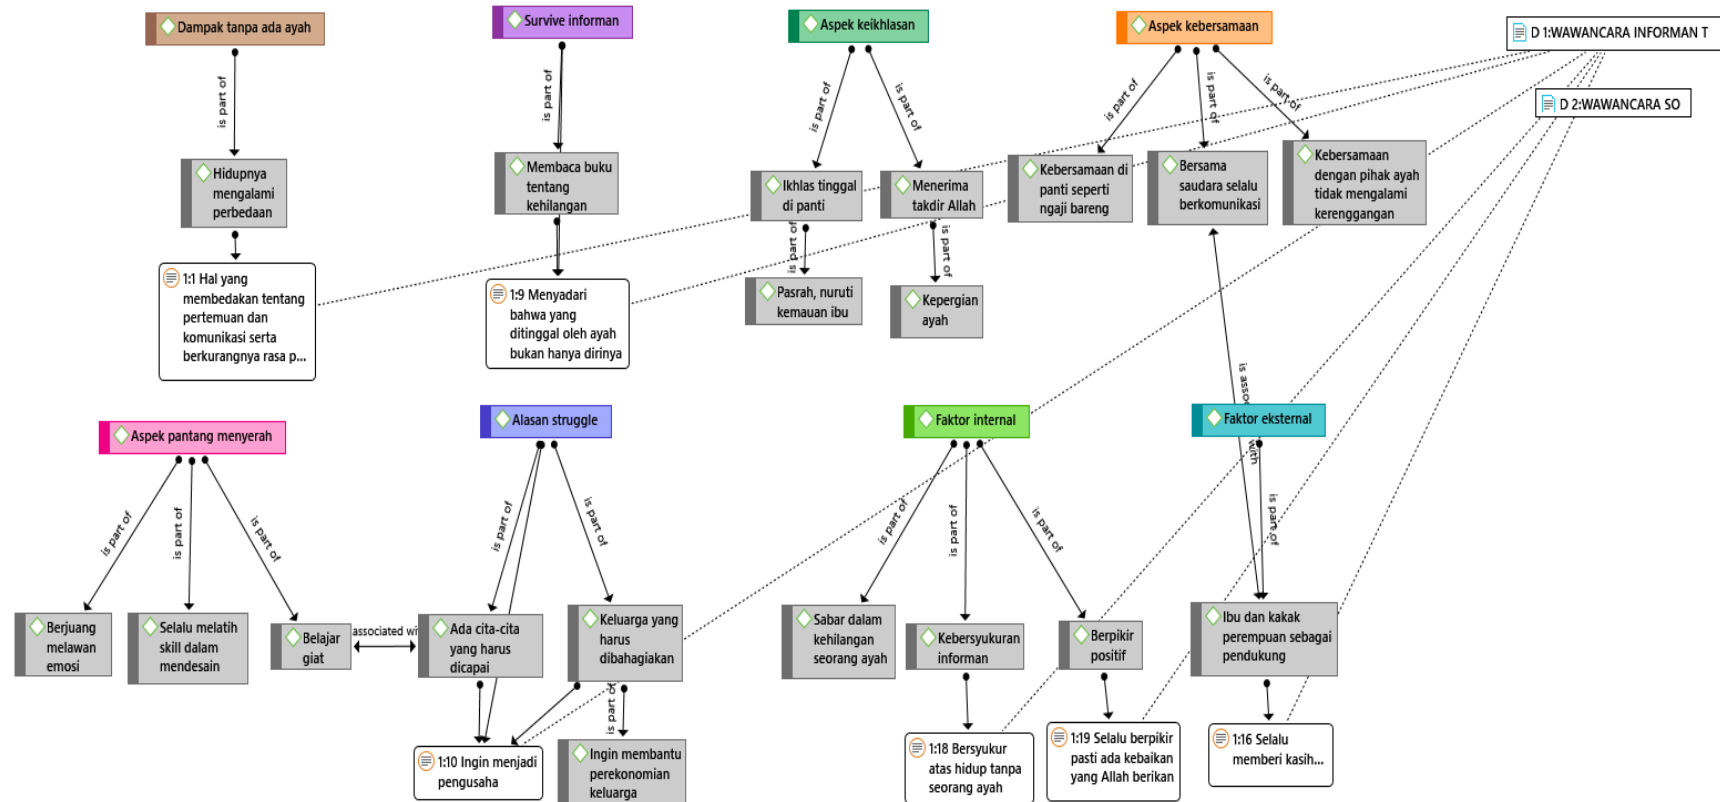 Dampak tanpa ada ayah
Survive informan
Aspek keikhlasan
Aspek kebersamaan
D 1:WAWANCARA INFORMAN T
D 2:WAWANCARA SO
is part of
is part of
is part of
is part of
is part of
is part of
is part of
Hidupnya
mengalami
perbedaan
Membaca buku
tentang
kehilangan
Ikhlas tinggal
di panti
Menerima
takdir Allah
Kebersamaan di
panti seperti
ngaji bareng
Bersama
saudara selalu
berkomunikasi
Kebersamaan
dengan pihak ayah
tidak mengalami
kerenggangan
is part of
is part of
1:1 Hal yang
membedakan tentang
pertemuan dan
komunikasi serta
berkurangnya rasa p...
1:9 Menyadari
bahwa yang
ditinggal oleh ayah
bukan hanya dirinya
Pasrah, nuruti
kemauan ibu
Kepergian
ayah
is asso
with
Aspek pantang menyerah
Alasan struggle
Faktor internal
Faktor eksternal
is part of
is part of
is part of
is part of
is part of
is part of
is part of
is part of
is part of
Berjuang
melawan
emosi
Selalu melatih
skill dalam
mendesain
Belajar
giat
associated wi
Ada cita-cita
yang harus
dicapai
Keluarga yang
harus
dibahagiakan
Sabar dalam
kehilangan
seorang ayah
Kebersyukuran
informan
Berpikir
positif
Ibu dan kakak
perempuan sebagai
pendukung
is part of
1:10 Ingin menjadi
pengusaha
Ingin membantu
perekonomian
keluarga
1:18 Bersyukur
atas hidup tanpa
seorang ayah
1:19 Selalu berpikir
pasti ada kebaikan
yang Allah berikan
1:16 Selalu
memberi kasih...